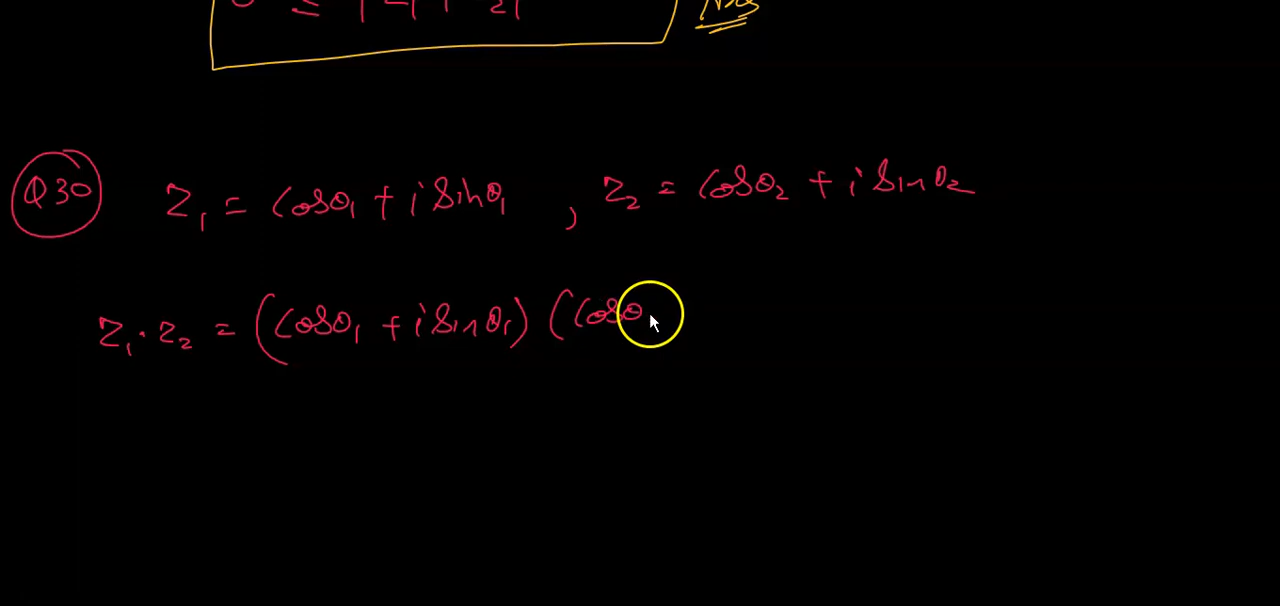 Q30 Z₁ = Cosθ₁ + i Sinθ₁ , Z₂ = Cosθ₂ + i Sinθ₂
Z₁·Z₂ = (Cosθ₁ + i Sinθ₁) (Cosθ